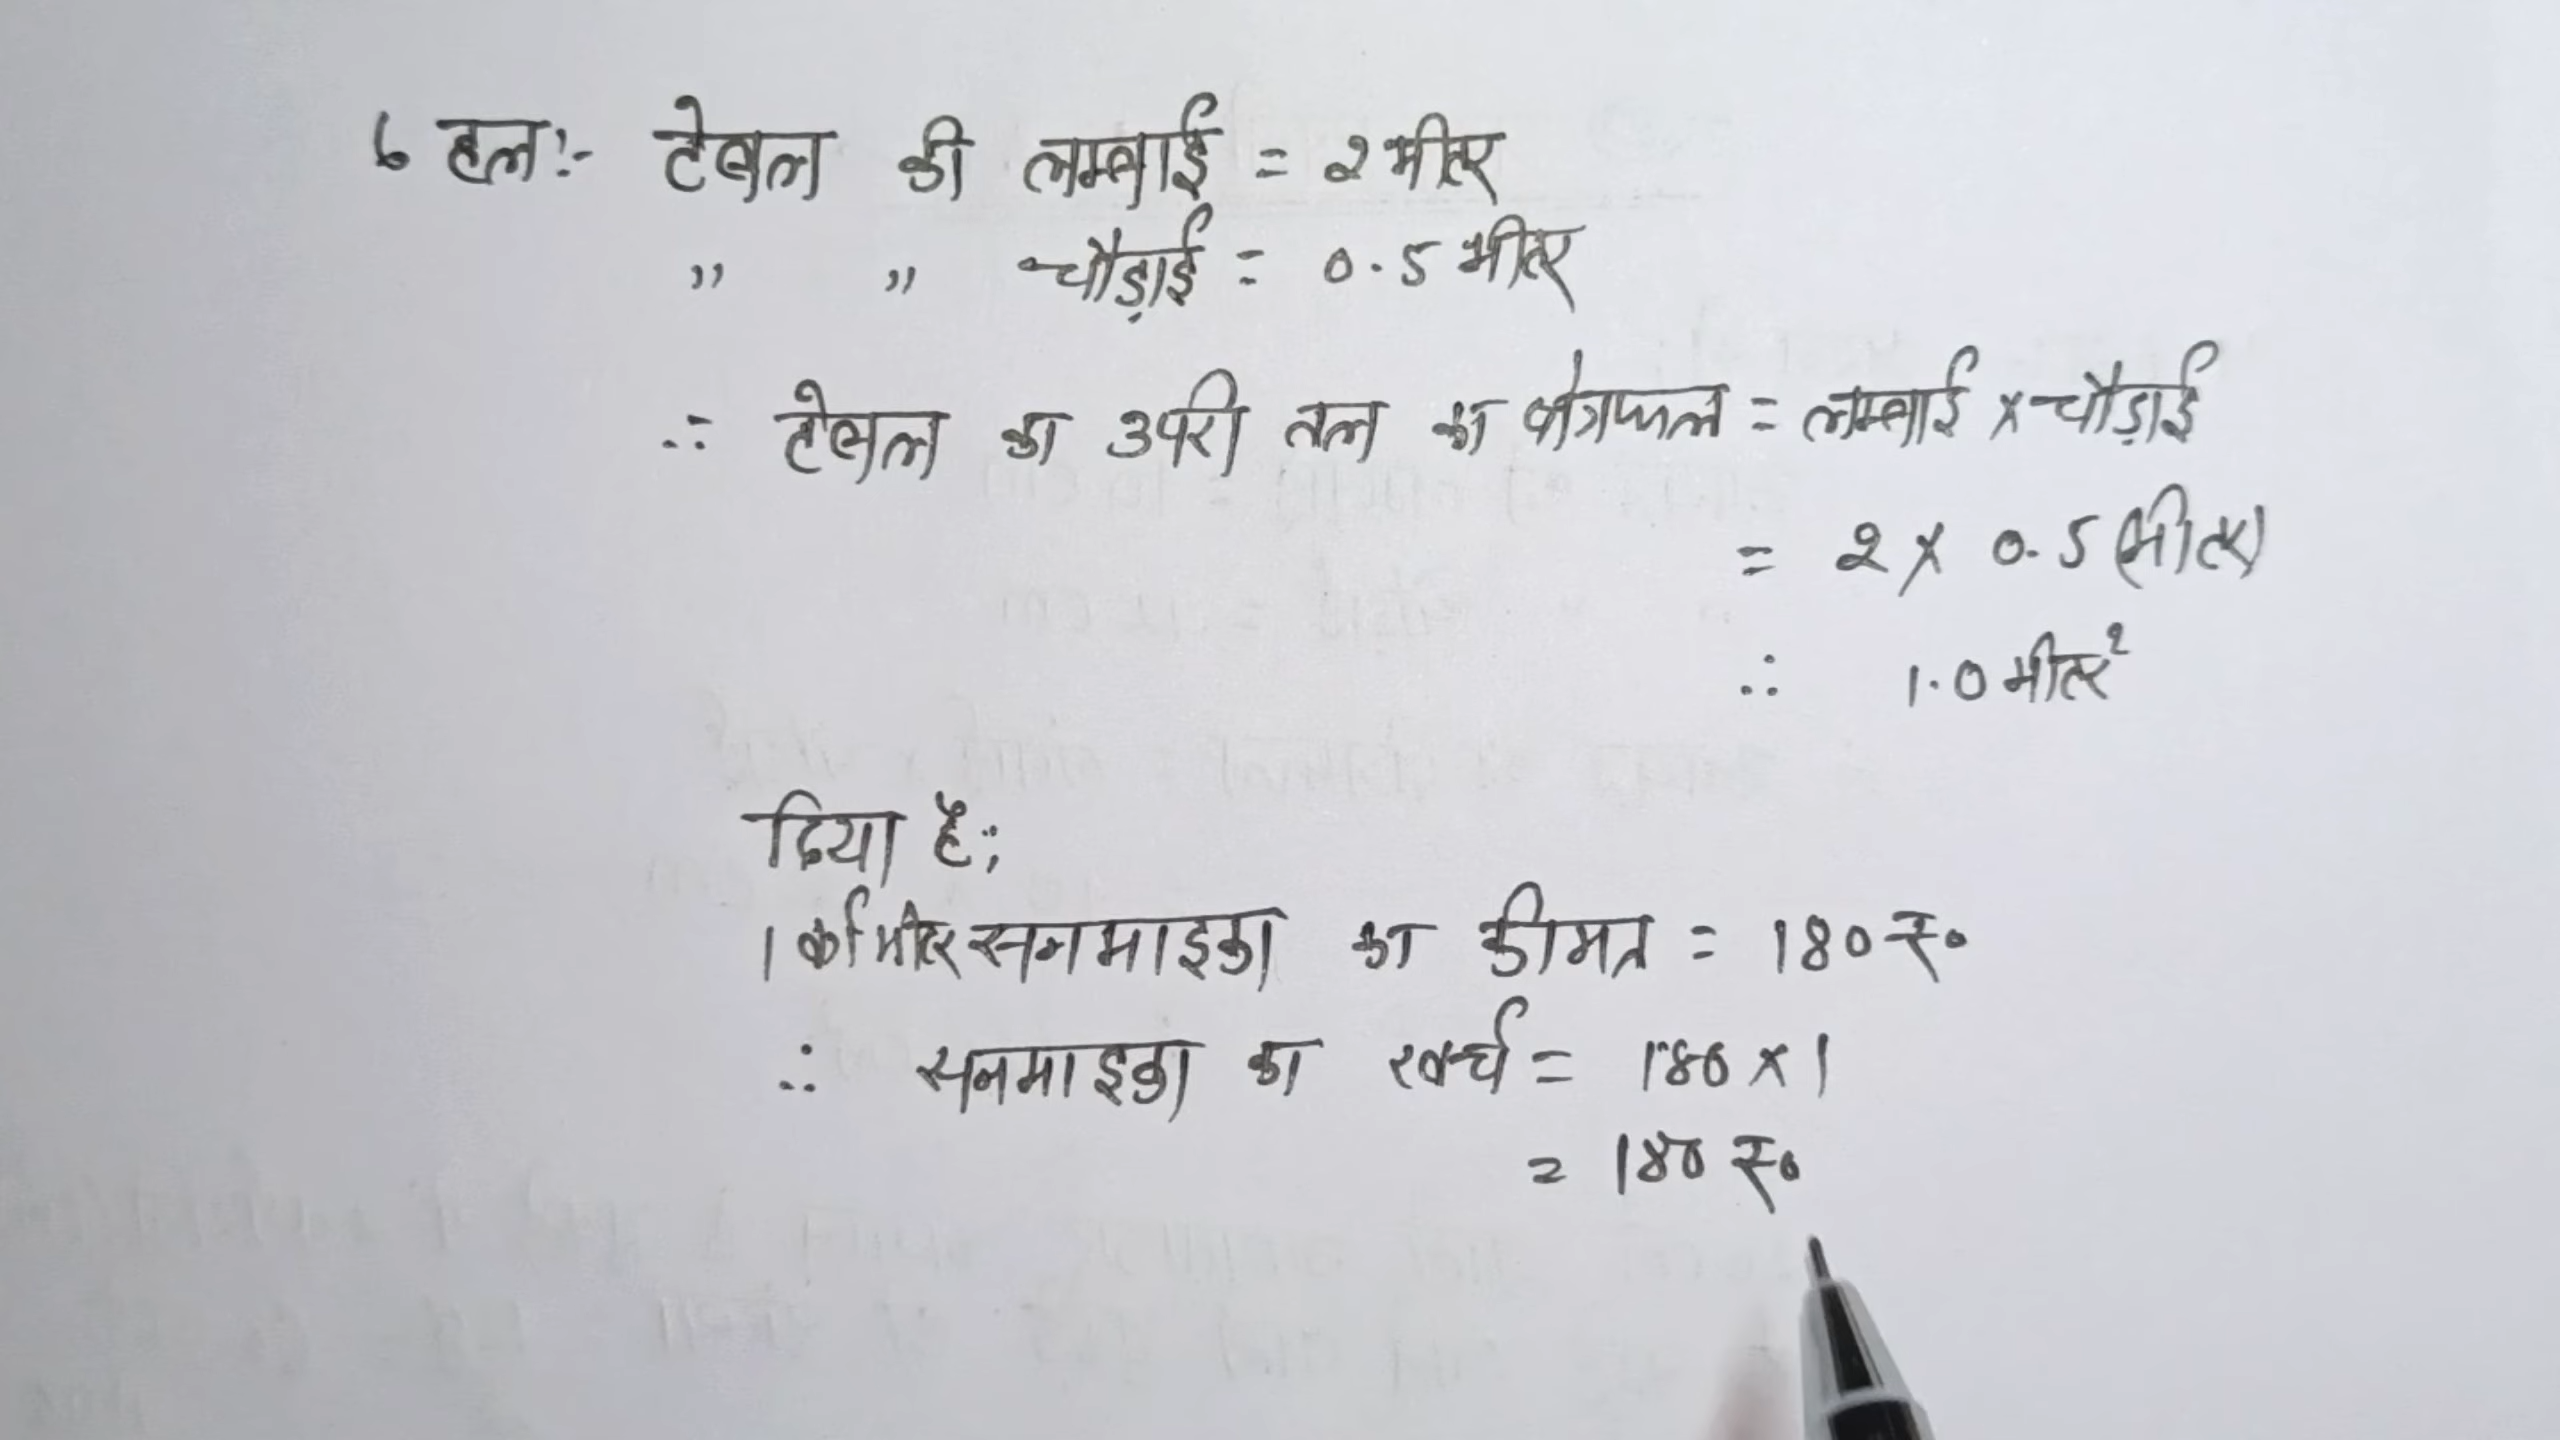 6 हल:- टेबल की लम्बाई = 2 मीटर
" " चौड़ाई = 0.5 मीटर
∴ टेबल का उपरी तल का क्षेत्रफल = लम्बाई × चौड़ाई
= 2 × 0.5 (मीटर)
∴ 1.0 मीटर²
दिया है;
1 वर्ग मीटर सनमाइका का कीमत = 180 रु०
∴ सनमाइका का खर्च = 180 × 1
= 180 रु०